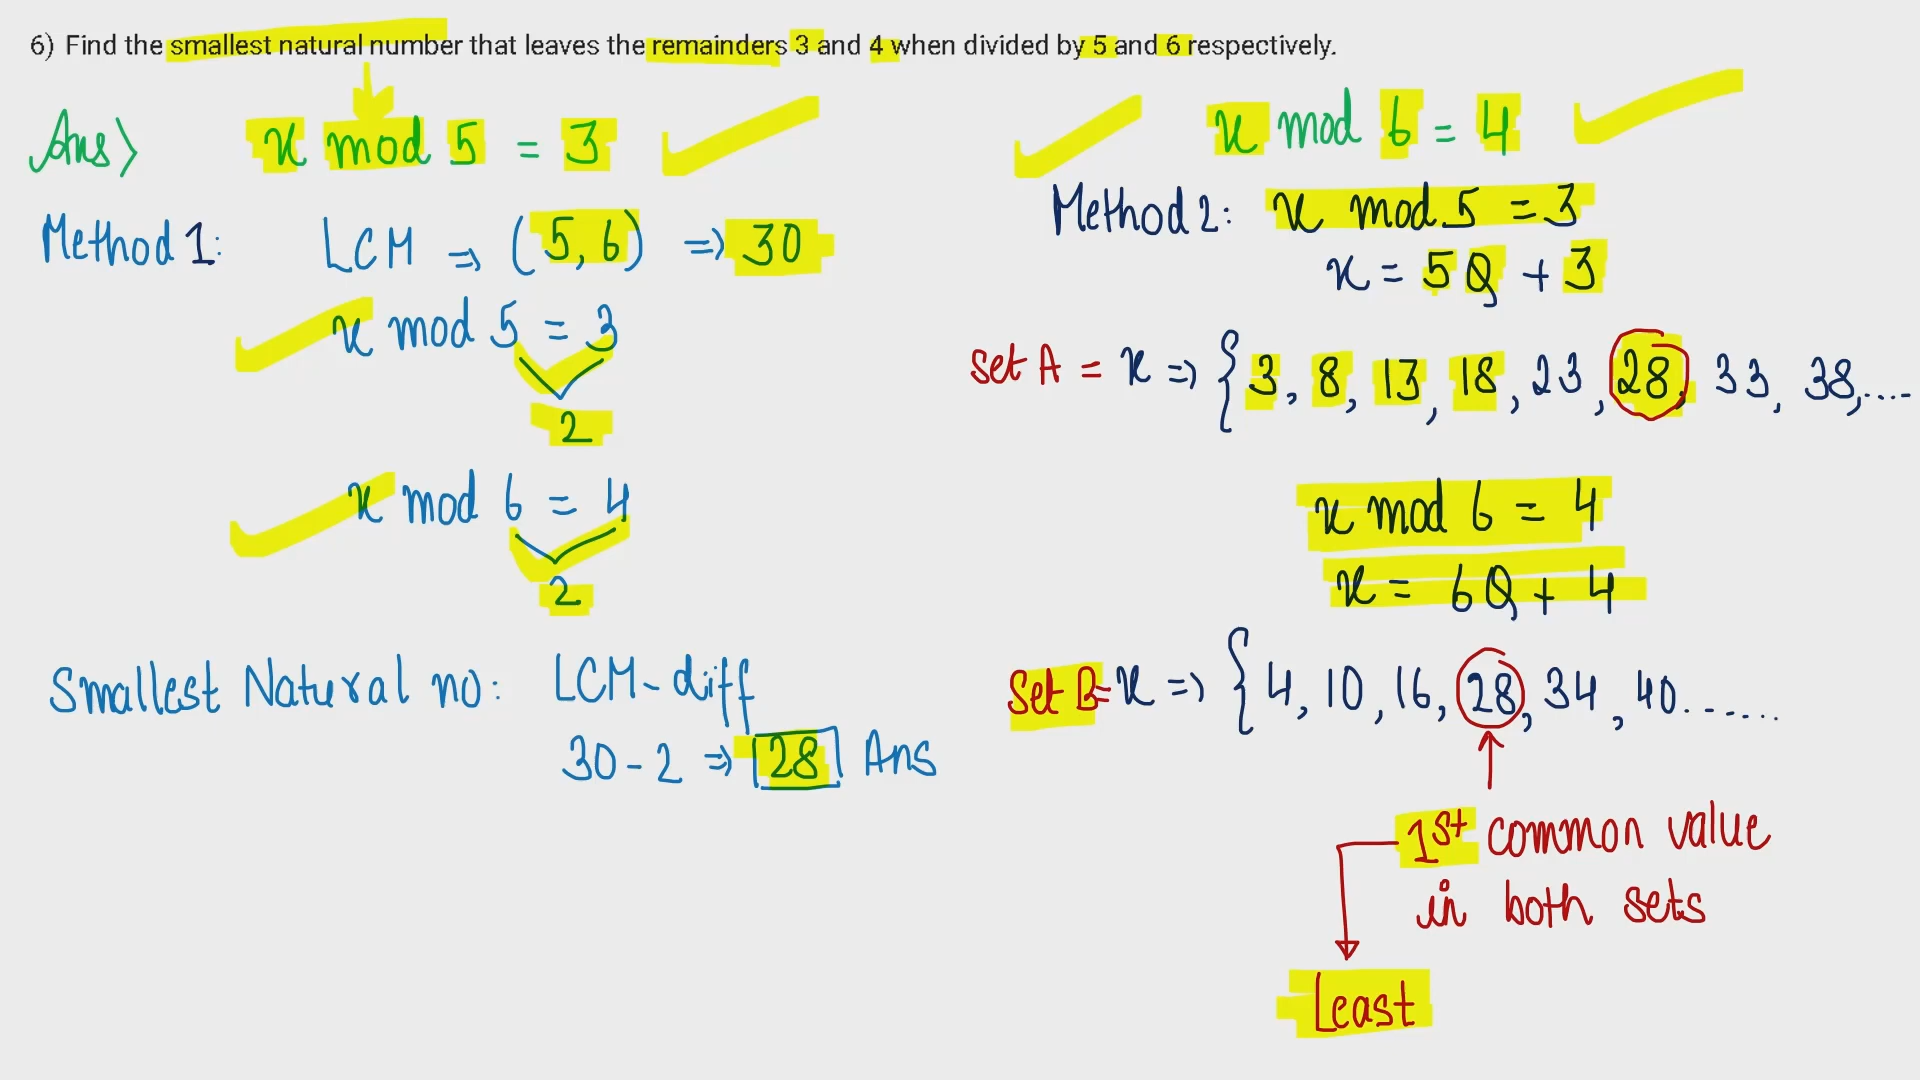 6) Find the smallest natural number that leaves the remainders 3 and 4 when divided by 5 and 6 respectively.
Ans> x mod 5 = 3
x mod 6 = 4
Method 1: LCM ⇒ (5,6) ⇒ 30
x mod 5 = 3
2
x mod 6 = 4
2
Smallest Natural no: LCM - diff
30 - 2 ⇒ 28 Ans
Method 2: x mod 5 = 3
x = 5Q + 3
Set A = x ⇒ { 3, 8, 13, 18, 23, 28, 33, 38, ....
x mod 6 = 4
x = 6Q + 4
Set B = x ⇒ { 4, 10, 16, 28, 34, 40.......
1st common value
in both sets
Least